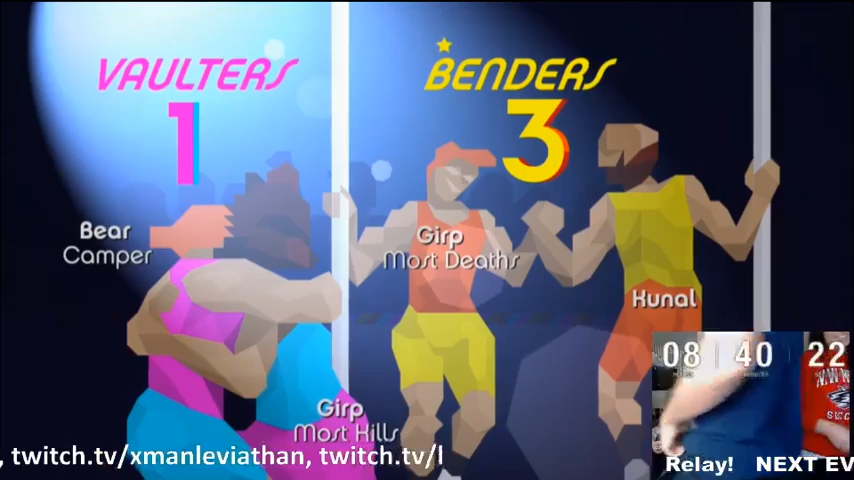 VAULTERS
1
BENDERS
3
Bear
Camper
Girp
Most Deaths
Kunal
Girp
Most Kills
08 40 22
, twitch.tv/xmanleviathan, twitch.tv/l
Relay! NEXT EV